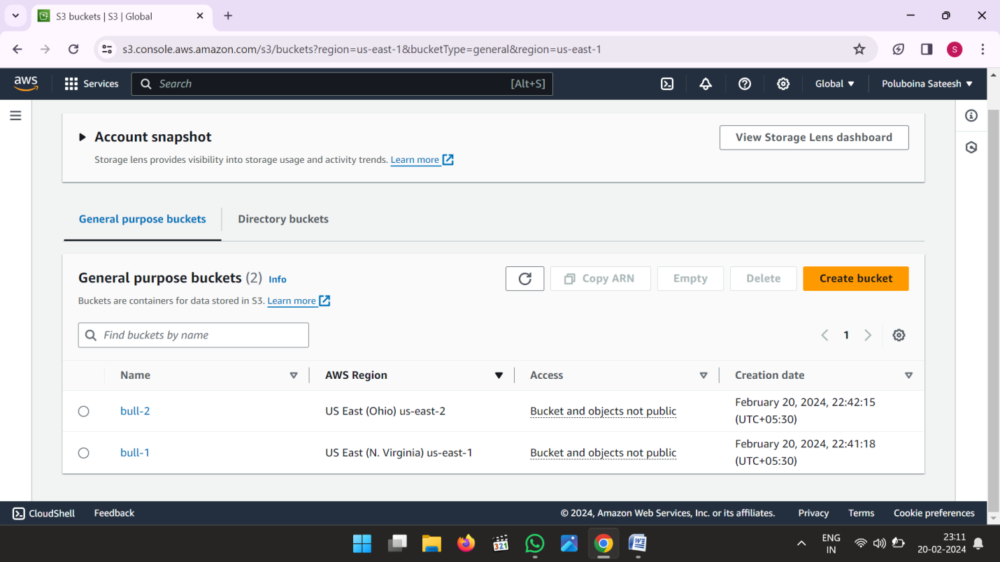 S3 buckets | S3 | Global
s3.console.aws.amazon.com/s3/buckets?region=us-east-1&bucketType=general&region=us-east-1
S
aws
Services
Search
[Alt+S]
Global
Poluboina Sateesh
Account snapshot
View Storage Lens dashboard
Storage lens provides visibility into storage usage and activity trends. Learn more
General purpose buckets
Directory buckets
General purpose buckets (2) Info
Copy ARN
Empty
Delete
Create bucket
Buckets are containers for data stored in S3. Learn more
Find buckets by name
1
Name
AWS Region
Access
Creation date
bull-2
US East (Ohio) us-east-2
Bucket and objects not public
February 20, 2024, 22:42:15
(UTC+05:30)
bull-1
US East (N. Virginia) us-east-1
Bucket and objects not public
February 20, 2024, 22:41:18
(UTC+05:30)
CloudShell
Feedback
© 2024, Amazon Web Services, Inc. or its affiliates.
Privacy
Terms
Cookie preferences
321
W
ENG
IN
23:11
20-02-2024